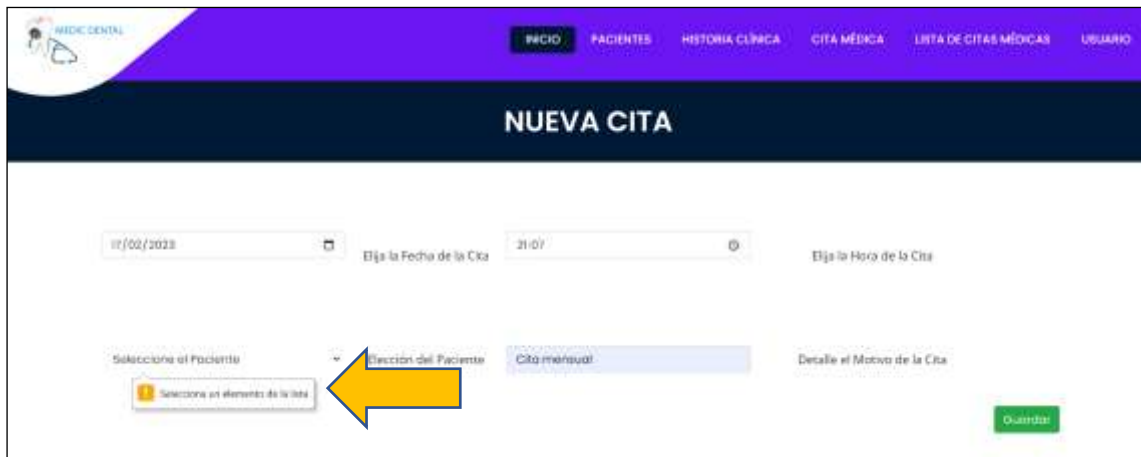 MEDIC DENTAL
INICIO PACIENTES HISTORIA CLÍNICA CITA MÉDICA LISTA DE CITAS MÉDICAS USUARIO
NUEVA CITA
17/02/2023 Elija la Fecha de la Cita 21:07 Elija la Hora de la Cita
Seleccione el Paciente Elección del Paciente Cita mensual Detalle el Motivo de la Cita
Selecciona un elemento de la lista
Guardar